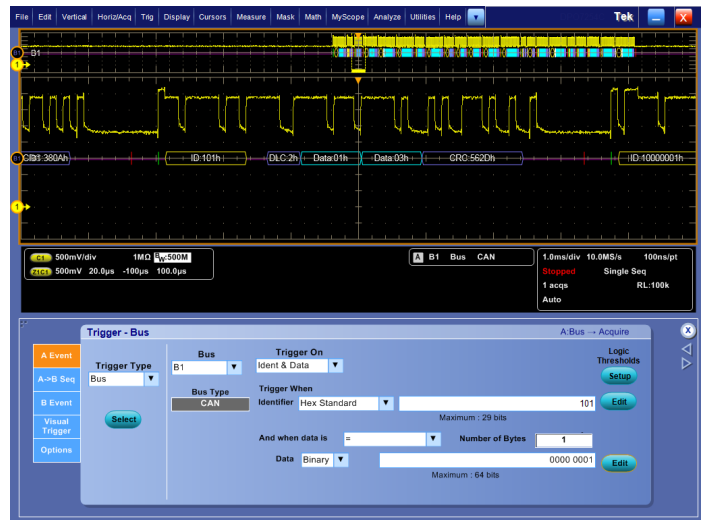 File Edit Vertical Horiz/Acq Trig Display Cursors Measure Mask Math MyScope Analyze Utilities Help Tek X
B1 B1
1
B1 380Ah ID:101h DLC:2h Data:01h Data:03h CRC:562Dh ID:10000001h
1
C1 500mV/div 1MΩ BW:500M
Z1C1 500mV 20.0µs -100µs 100.0µs
A B1 Bus CAN
1.0ms/div 10.0MS/s 100ns/pt
Stopped Single Seq
1 acqs RL:100k
Auto
Trigger - Bus A:Bus → Acquire X
A Event
A->B Seq
B Event
Visual
Trigger
Options
Trigger Type
Bus
Select
Bus
B1
Bus Type
CAN
Trigger On
Ident & Data
Trigger When
Identifier Hex Standard 101 Edit
Maximum : 29 bits
Logic
Thresholds
Setup
And when data is = Number of Bytes 1
Data Binary 0000 0001 Edit
Maximum : 64 bits